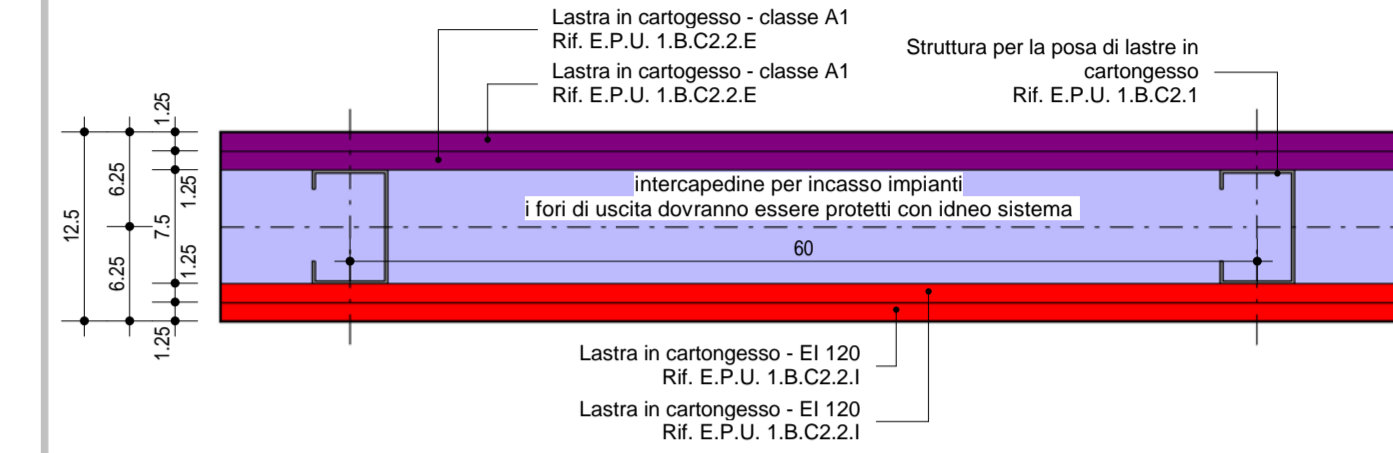 Lastra in cartogesso - classe A1
Rif. E.P.U. 1.B.C2.2.E
Lastra in cartogesso - classe A1
Rif. E.P.U. 1.B.C2.2.E
Struttura per la posa di lastre in
cartongesso
Rif. E.P.U. 1.B.C2.1
1.25
6.25
1.25
12.5
7.5
6.25
1.25
1.25
intercapedine per incasso impianti
i fori di uscita dovranno essere protetti con idneo sistema
60
Lastra in cartongesso - EI 120
Rif. E.P.U. 1.B.C2.2.I
Lastra in cartongesso - EI 120
Rif. E.P.U. 1.B.C2.2.I